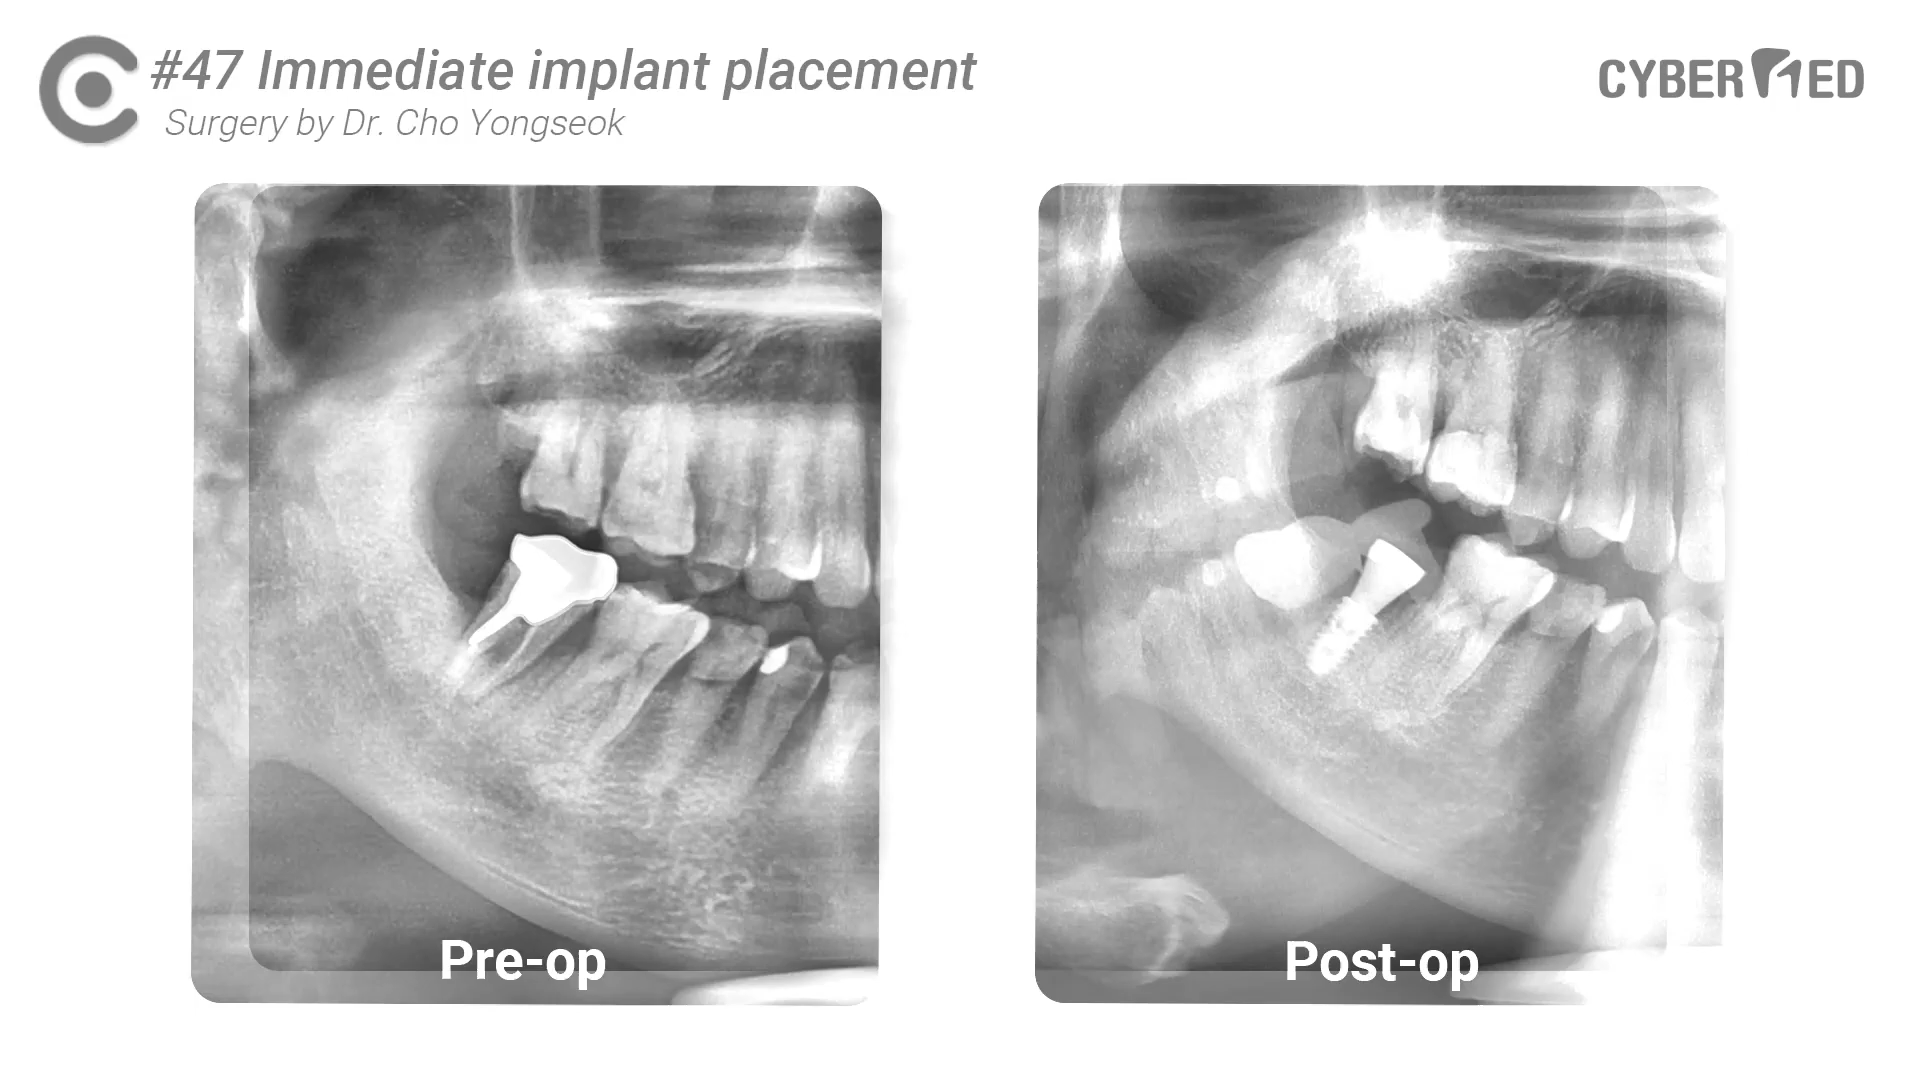 #47 Immediate implant placement
Surgery by Dr. Cho Yongseok
CYBERMED
Pre-op
Post-op